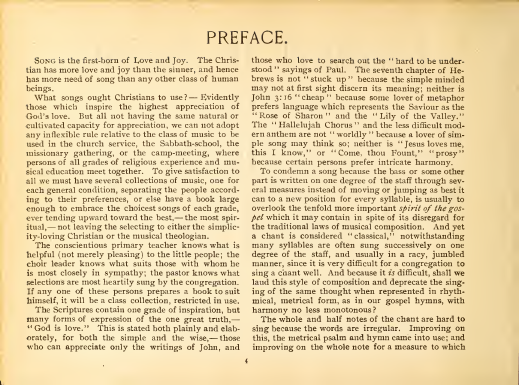 PREFACE.
SONG is the first-born of Love and Joy. The Chris-
tian has more love and joy than the sinner, and hence
has more need of song than any other class of human
beings.
What songs ought Christians to use?— Evidently
those which inspire the highest appreciation of
God's love. But all not having the same natural or
cultivated capacity for appreciation, we can not adopt
any inflexible rule relative to the class of music to be
used in the church service, the Sabbath-school, the
missionary gathering, or the camp-meeting, where
persons of all grades of religious experience and mu-
sical education meet together. To give satisfaction to
all we must have several collections of music, one for
each general condition, separating the people accord-
ing to their preferences, or else have a book large
enough to embrace the choicest songs of each grade,
ever tending upward toward the best,— the most spir-
itual,— not leaving the selecting to either the simplic-
ity-loving Christian or the musical theologian.
The conscientious primary teacher knows what is
helpful (not merely pleasing) to the little people; the
choir leader knows what suits those with whom he
is most closely in sympathy; the pastor knows what
selections are most heartily sung by the congregation.
If any one of these persons prepares a book to suit
himself, it will be a class collection, restricted in use.
The Scriptures contain one grade of inspiration, but
many forms of expression of the one great truth,—
"God is love." This is stated both plainly and elab-
orately, for both the simple and the wise,— those
who can appreciate only the writings of John, and
those who love to search out the "hard to be under-
stood" sayings of Paul. The seventh chapter of He-
brews is not "stuck up" because the simple minded
may not at first sight discern its meaning; neither is
John 3:16 "cheap" because some lover of metaphor
prefers language which represents the Saviour as the
"Rose of Sharon" and the "Lily of the Valley."
The "Hallelujah Chorus" and the less difficult mod-
ern anthem are not "worldly" because a lover of sim-
ple song may think so; neither is "Jesus loves me,
this I know," or "Come, thou Fount," "prosy"
because certain persons prefer intricate harmony.
To condemn a song because the bass or some other
part is written on one degree of the staff through sev-
eral measures instead of moving or jumping as best it
can to a new position for every syllable, is usually to
overlook the tenfold more important spirit of the gos-
pel which it may contain in spite of its disregard for
the traditional laws of musical composition. And yet
a chant is considered "classical," notwithstanding
many syllables are often sung successively on one
degree of the staff, and usually in a racy, jumbled
manner, since it is very difficult for a congregation to
sing a chant well. And because it is difficult, shall we
laud this style of composition and deprecate the sing-
ing of the same thought when represented in rhyth-
mical, metrical form, as in our gospel hymns, with
harmony no less monotonous?
The whole and half notes of the chant are hard to
sing because the words are irregular. Improving on
this, the metrical psalm and hymn came into use; and
improving on the whole note for a measure to which
4